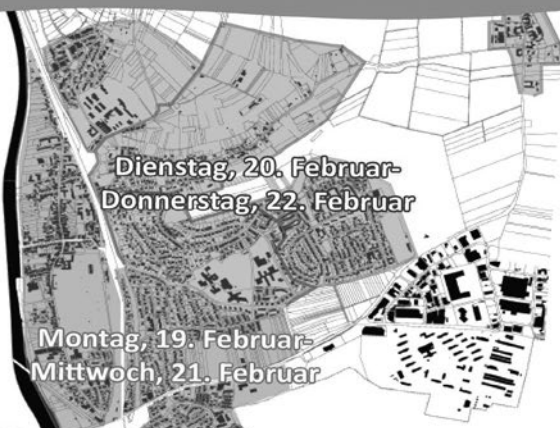 Dienstag, 20. Februar-
Donnerstag, 22. Februar
Montag, 19. Februar-
Mittwoch, 21. Februar